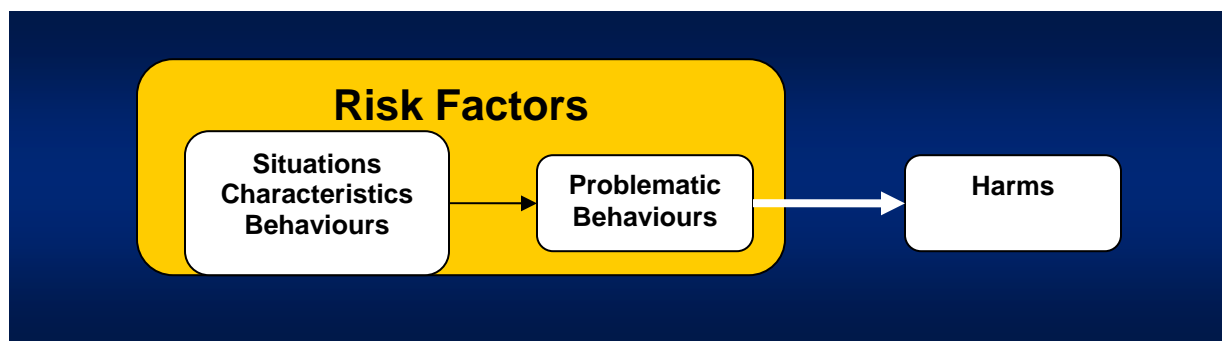 Risk Factors
Situations
Characteristics
Behaviours
Problematic
Behaviours
Harms